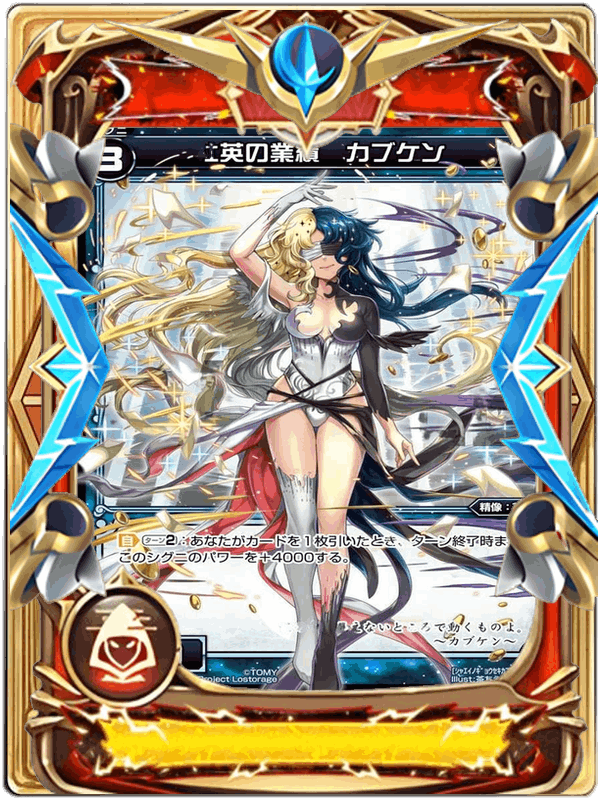 3
英の業績 カブケン
精像:
自 ターン2:あなたがカードを1枚引いたとき、ターン終了時ま
このシグニのパワーを+4000する。
えないところで動くものよ。
~カブケン~
©TOMY
roject Lostorage